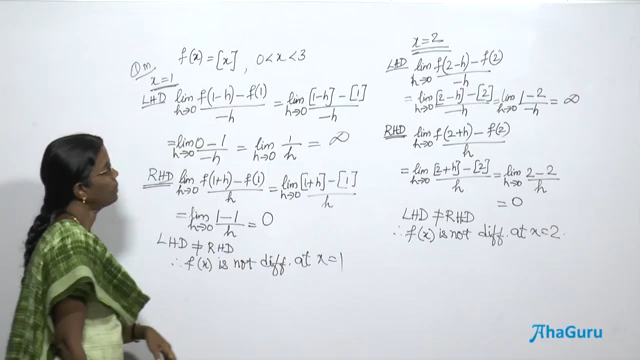 Qn. f(x) = [x], 0 < x < 3
x=1
LHD lim h→0 f(1-h) - f(1) / -h = lim h→0 [1-h] - [1] / -h
= lim h→0 0-1 / -h = lim h→0 1/h = ∞
RHD lim h→0 f(1+h) - f(1) / h = lim h→0 [1+h] - [1] / h
= lim h→0 1-1 / h = 0
LHD ≠ RHD
∴ f(x) is not diff. at x=1
x=2
LHD lim h→0 f(2-h) - f(2) / -h
= lim h→0 [2-h] - [2] / -h = lim h→0 1-2 / -h = ∞
RHD lim h→0 f(2+h) - f(2) / h
= lim h→0 [2+h] - [2] / h = lim h→0 2-2 / h
= 0
LHD ≠ RHD
∴ f(x) is not diff. at x=2.
AhaGuru